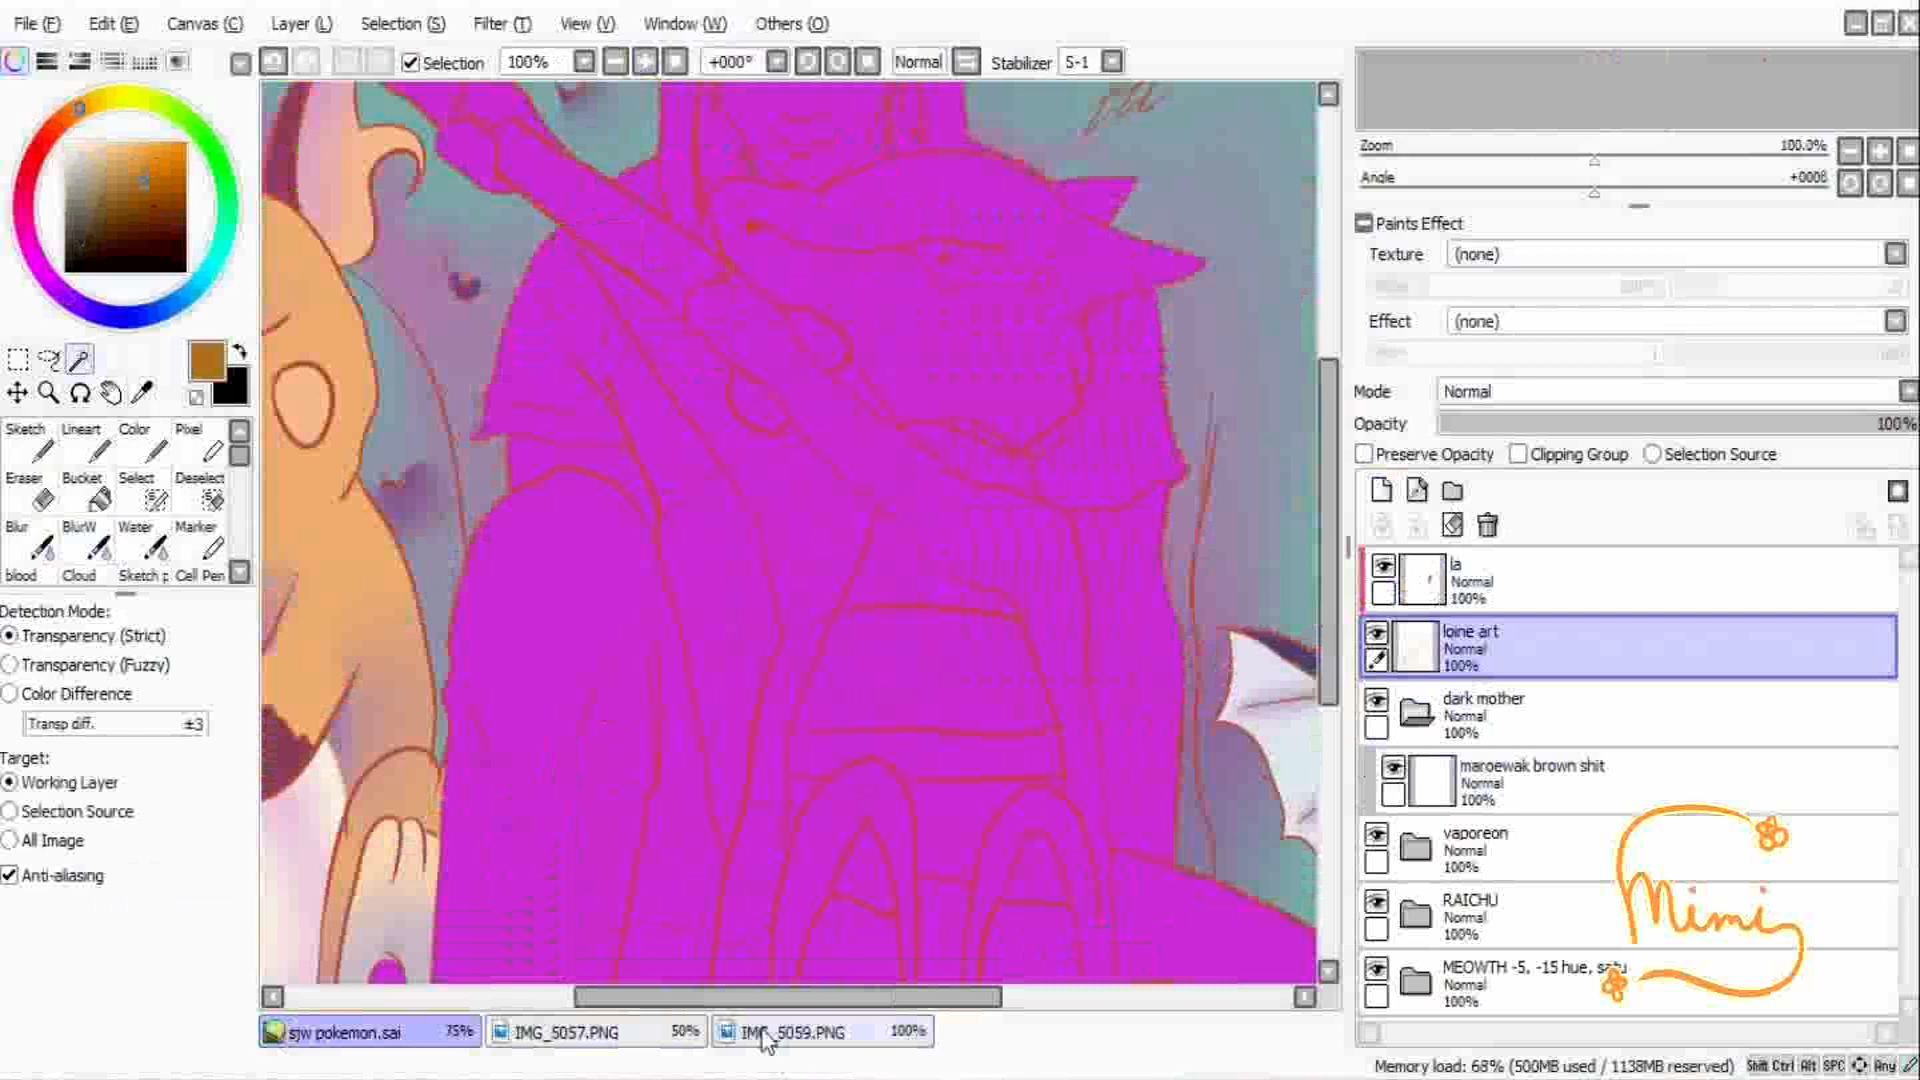 File (F) Edit (E) Canvas (C) Layer (L) Selection (S) Filter (T) View (V) Window (W) Others (O)
Selection 100% +000° Normal Stabilizer S-1
Zoom 100.0%
Angle +000
Paints Effect
Texture (none)
Effect (none)
Mode Normal
Opacity 100%
Preserve Opacity Clipping Group Selection Source
Sketch Lineart Color Pixel
Eraser Bucket Select Deselect
Blur BlurW Water Marker
blood Cloud Sketch Cell Pen
Detection Mode:
Transparency (Strict)
Transparency (Fuzzy)
Color Difference
Transp diff. ±3
Target:
Working Layer
Selection Source
All Image
Anti-aliasing
la
Normal
100%
loine art
Normal
100%
dark mother
Normal
100%
maroewak brown shit
Normal
100%
vaporeon
Normal
100%
RAICHU
Normal
100%
MEOWTH -5, -15 hue, satu
Normal
100%
mimi
sjw pokemon.sai 75% IMG_5057.PNG 50% IMG_5059.PNG 100%
Memory load: 68% (500MB used / 1138MB reserved) Shift Ctrl Alt SPC Any